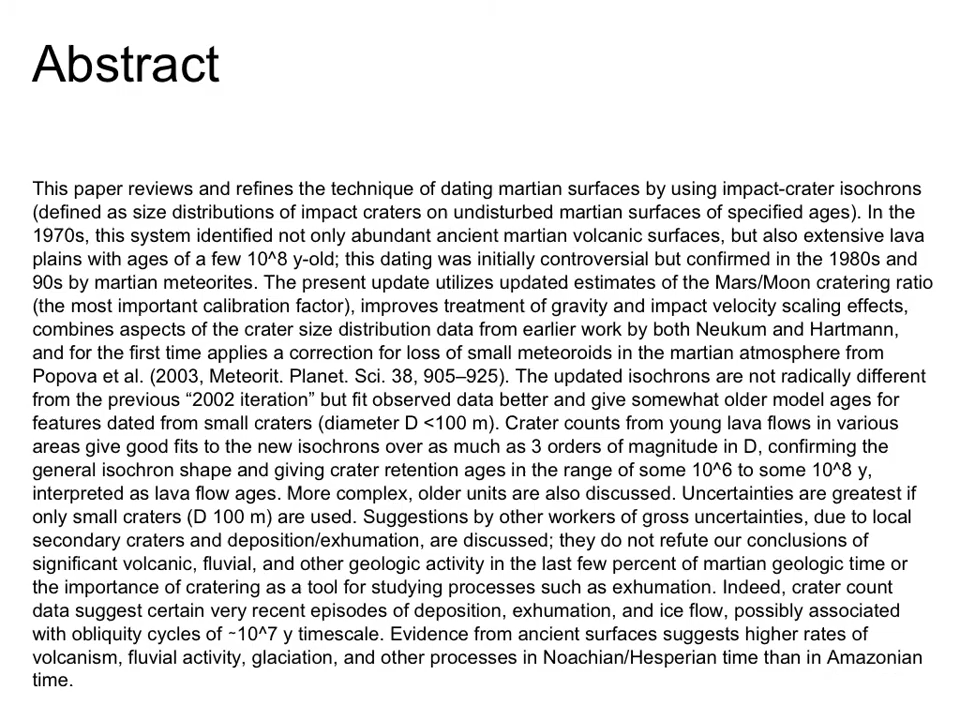 Abstract
This paper reviews and refines the technique of dating martian surfaces by using impact-crater isochrons
(defined as size distributions of impact craters on undisturbed martian surfaces of specified ages). In the
1970s, this system identified not only abundant ancient martian volcanic surfaces, but also extensive lava
plains with ages of a few 10^8 y-old; this dating was initially controversial but confirmed in the 1980s and
90s by martian meteorites. The present update utilizes updated estimates of the Mars/Moon cratering ratio
(the most important calibration factor), improves treatment of gravity and impact velocity scaling effects,
combines aspects of the crater size distribution data from earlier work by both Neukum and Hartmann,
and for the first time applies a correction for loss of small meteoroids in the martian atmosphere from
Popova et al. (2003, Meteorit. Planet. Sci. 38, 905–925). The updated isochrons are not radically different
from the previous “2002 iteration” but fit observed data better and give somewhat older model ages for
features dated from small craters (diameter D <100 m). Crater counts from young lava flows in various
areas give good fits to the new isochrons over as much as 3 orders of magnitude in D, confirming the
general isochron shape and giving crater retention ages in the range of some 10^6 to some 10^8 y,
interpreted as lava flow ages. More complex, older units are also discussed. Uncertainties are greatest if
only small craters (D 100 m) are used. Suggestions by other workers of gross uncertainties, due to local
secondary craters and deposition/exhumation, are discussed; they do not refute our conclusions of
significant volcanic, fluvial, and other geologic activity in the last few percent of martian geologic time or
the importance of cratering as a tool for studying processes such as exhumation. Indeed, crater count
data suggest certain very recent episodes of deposition, exhumation, and ice flow, possibly associated
with obliquity cycles of ~10^7 y timescale. Evidence from ancient surfaces suggests higher rates of
volcanism, fluvial activity, glaciation, and other processes in Noachian/Hesperian time than in Amazonian
time.